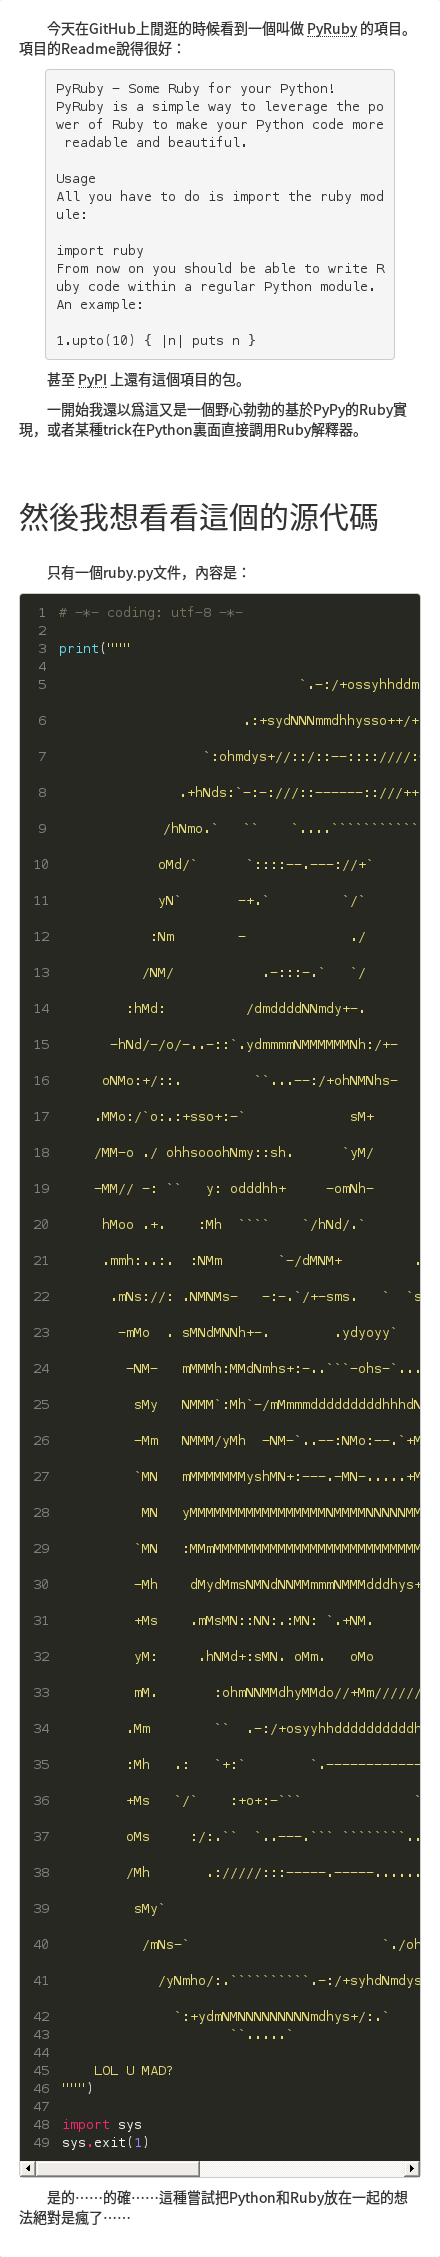 今天在GitHub上閒逛的時候看到一個叫做 PyRuby 的項目。
項目的Readme說得很好：
PyRuby - Some Ruby for your Python!
PyRuby is a simple way to leverage the po
wer of Ruby to make your Python code more
 readable and beautiful.
Usage
All you have to do is import the ruby mod
ule:
import ruby
From now on you should be able to write R
uby code within a regular Python module.
An example:
1.upto(10) { |n| puts n }
甚至 PyPI 上還有這個項目的包。
一開始我還以爲這又是一個野心勃勃的基於PyPy的Ruby實
現，或者某種trick在Python裏面直接調用Ruby解釋器。
然後我想看看這個的源代碼
只有一個ruby.py文件，內容是：
1 # -*- coding: utf-8 -*-
2
3 print("""
4
5                               `.-:/+ossyhhddm
6                        .:+sydNNNmmdhhysso++/+
7                   `:ohmdys+//::/::--::::////:
8                .+hNds:`-:-:///::------::///++
9              /hNmo.`   ``    `....```````````
10             oMd/`      `::::--.---://+`
11             yN`       -+.`         `/`
12            :Nm        -             ./
13           /NM/           .-:::-.`   `/
14         :hMd:          /dmddddNNmdy+-.
15       -hNd/-/o/-..-::`.ydmmmmNMMMMMMNh:/+-
16      oNMo:+/::.         ``...--:/+ohNMNhs-
17     .MMo:/`o:.:+sso+:-`                sM+
18     /MM-o ./ ohhsooohNmy::sh.      `yM/
19     -MM// -: ``   y: odddhh+     -omNh-
20      hMoo .+.    :Mh  ````    `/hNd/.`
21      .mmh:..:.  :NMm       `-/dMNM+         .
22       .mNs://: .NMNMs-   -:-.`/+-sms.   `  `s
23        -mMo  . sMNdMNNh+-.        .ydyoyy`
24         -NM-   mMMMh:MMdNmhs+:-..```-ohs-`...
25          sMy   NMMM`:Mh`-/mMmmmdddddddddhhhdN
26          -Mm   NMMM/yMh  -NM-`..--:NMo:--.`+M
27          `MN   mMMMMMMMyshMN+:---.-MN-.....+M
28           MN   yMMMMMMMMMMMMMMMMMNMMMMNNNNNMM
29          `MN   :MMmMMMMMMMMMMMMMMMMMMMMMMMMMM
30          -Mh    dMydMmsNMNdNNMMmmmNMMMdddhys+
31          +Ms    .mMsMN::NN:.:MN: `.+NM.
32          yM:     .hNMd+:sMN. oMm.   oMo
33          mM.       :ohmNNMMdhyMMdo//+Mm//////
34         .Mm        ``  .-:/+osyyhhddddddddddh
35         :Mh   .:   `+:`        `.------------
36         +Ms   `/`    :+o+:-```              `
37         oMs     :/:.``  `..---.``` ````````..
38         /Mh       .://///:::-----.-----......
39          sMy`
40           /mNs-`                        `./oh
41             /yNmho/:.``````````.-:/+syhdNmdys
42               `:+ydmNMNNNNNNNNNmdhys+/:.`
43                      ``.....`
44
45     LOL U MAD?
46 """)
47
48 import sys
49 sys.exit(1)
是的……的確……這種嘗試把Python和Ruby放在一起的想
法絕對是瘋了……